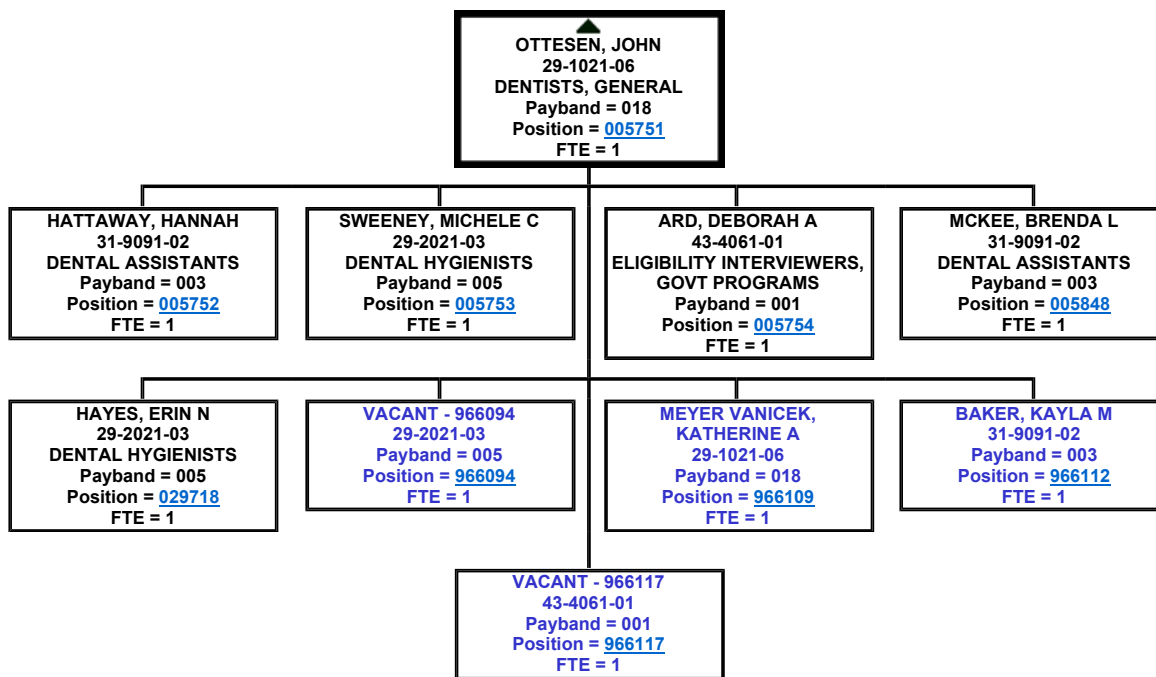 OTTESEN, JOHN
29-1021-06
DENTISTS, GENERAL
Payband = 018
Position = 005751
FTE = 1
HATTAWAY, HANNAH
31-9091-02
DENTAL ASSISTANTS
Payband = 003
Position = 005752
FTE = 1
SWEENEY, MICHELE C
29-2021-03
DENTAL HYGIENISTS
Payband = 005
Position = 005753
FTE = 1
ARD, DEBORAH A
43-4061-01
ELIGIBILITY INTERVIEWERS,
GOVT PROGRAMS
Payband = 001
Position = 005754
FTE = 1
MCKEE, BRENDA L
31-9091-02
DENTAL ASSISTANTS
Payband = 003
Position = 005848
FTE = 1
HAYES, ERIN N
29-2021-03
DENTAL HYGIENISTS
Payband = 005
Position = 029718
FTE = 1
VACANT - 966094
29-2021-03
Payband = 005
Position = 966094
FTE = 1
MEYER VANICEK,
KATHERINE A
29-1021-06
Payband = 018
Position = 966109
FTE = 1
BAKER, KAYLA M
31-9091-02
Payband = 003
Position = 966112
FTE = 1
VACANT - 966117
43-4061-01
Payband = 001
Position = 966117
FTE = 1